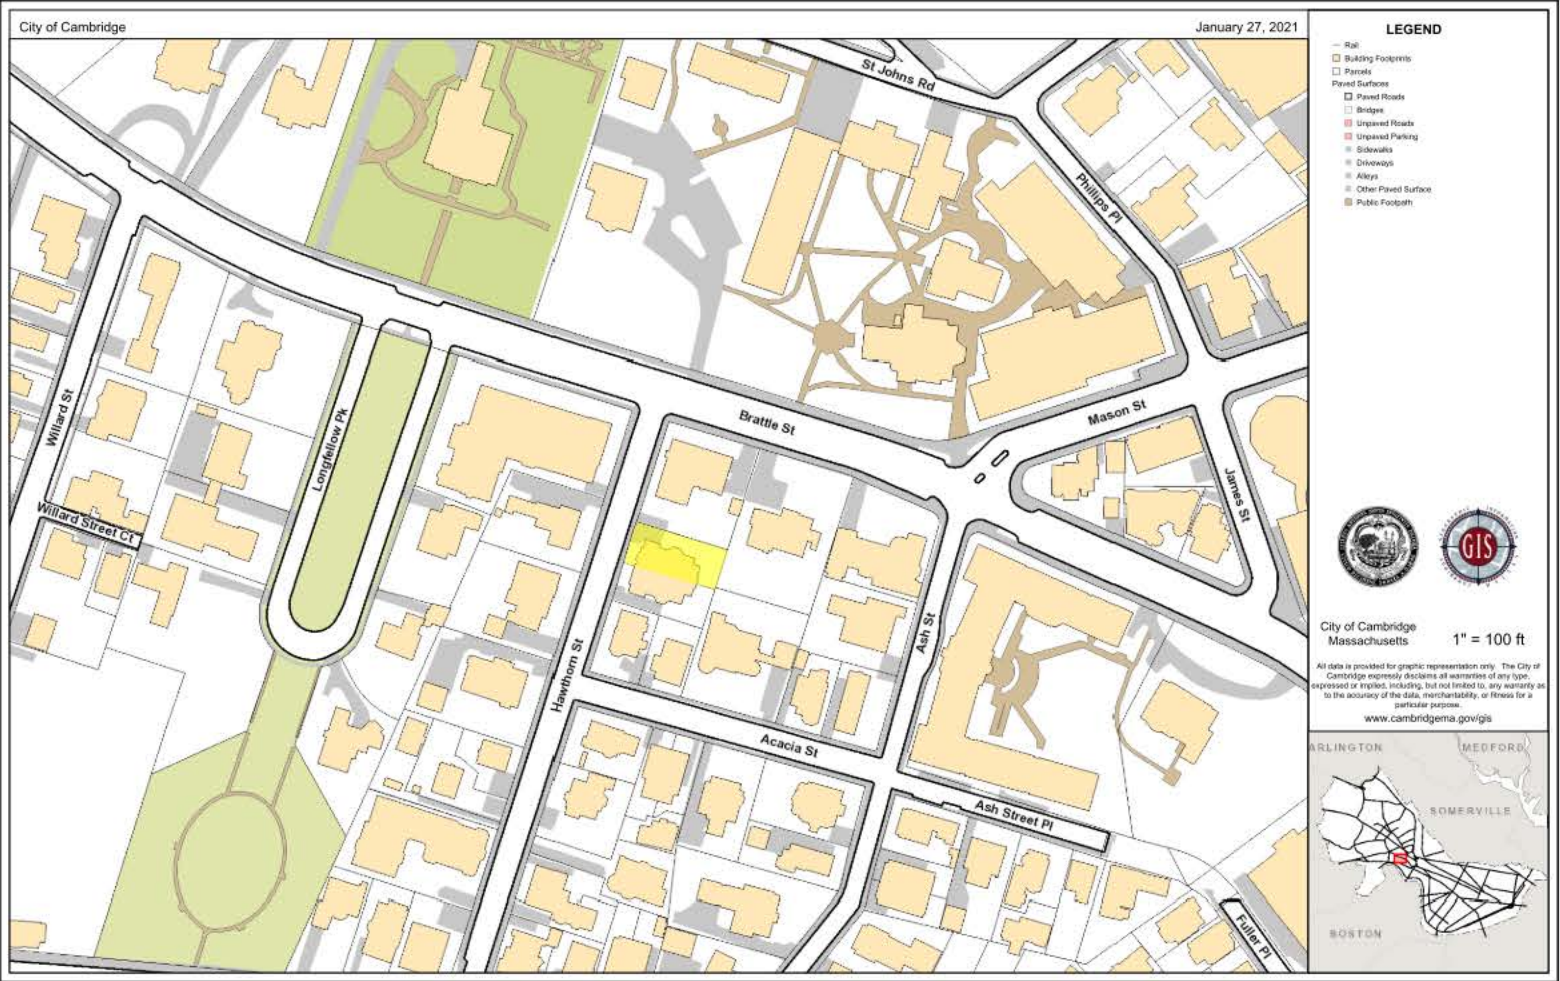 City of Cambridge
January 27, 2021
St Johns Rd
Phillips Pl
Willard St
Longfellow Pk
Brattle St
Mason St
James St
Willard Street Ct
Hawthorn St
Ash St
Acacia St
Ash Street Pl
Fuller Pl
LEGEND
Rail
Building Footprints
Parcels
Paved Surfaces
Paved Roads
Bridges
Unpaved Roads
Unpaved Parking
Sidewalks
Driveways
Alleys
Other Paved Surface
Public Footpath
GIS
City of Cambridge
Massachusetts
1" = 100 ft
All data is provided for graphic representation only. The City of
Cambridge expressly disclaims all warranties of any type,
expressed or implied, including, but not limited to, any warranty as
to the accuracy of the data, merchantability, or fitness for a
particular purpose.
www.cambridgema.gov/gis
ARLINGTON
MEDFORD
SOMERVILLE
BOSTON